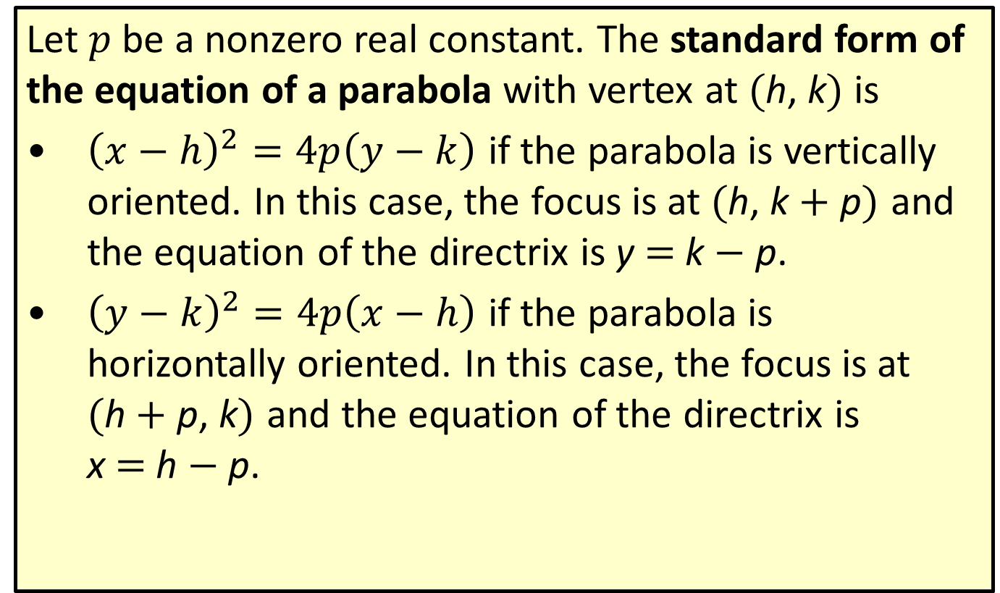 Let 𝑝 be a nonzero real constant. The standard form of
the equation of a parabola with vertex at (h, k) is
• (𝑥 − ℎ)² = 4𝑝(𝑦 − 𝑘) if the parabola is vertically
oriented. In this case, the focus is at (h, k + p) and
the equation of the directrix is y = k − p.
• (𝑦 − 𝑘)² = 4𝑝(𝑥 − ℎ) if the parabola is
horizontally oriented. In this case, the focus is at
(h + p, k) and the equation of the directrix is
x = h − p.